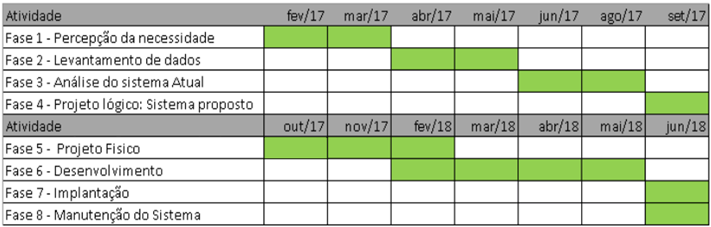 Atividade fev/17 mar/17 abr/17 mai/17 jun/17 ago/17 set/17
Fase 1 - Percepção da necessidade
Fase 2 - Levantamento de dados
Fase 3 - Análise do sistema Atual
Fase 4 - Projeto lógico: Sistema proposto
Atividade out/17 nov/17 fev/18 mar/18 abr/18 mai/18 jun/18
Fase 5 - Projeto Fisico
Fase 6 - Desenvolvimento
Fase 7 - Implantação
Fase 8 - Manutenção do Sistema